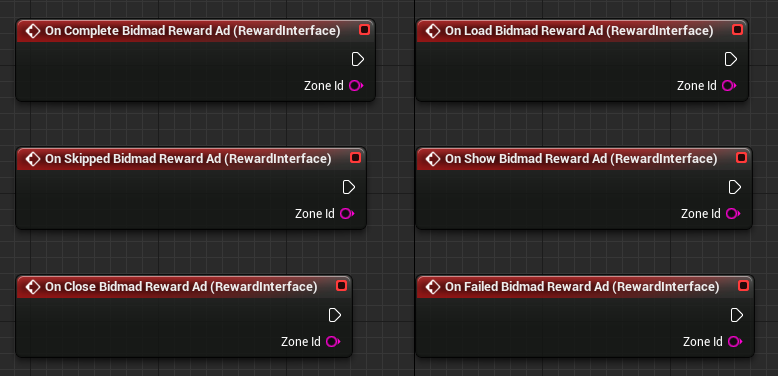 On Complete Bidmad Reward Ad (RewardInterface)
Zone Id
On Load Bidmad Reward Ad (RewardInterface)
Zone Id
On Skipped Bidmad Reward Ad (RewardInterface)
Zone Id
On Show Bidmad Reward Ad (RewardInterface)
Zone Id
On Close Bidmad Reward Ad (RewardInterface)
Zone Id
On Failed Bidmad Reward Ad (RewardInterface)
Zone Id